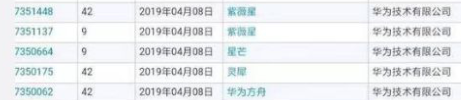 7351448 42 2019年04月08日 紫薇星 华为技术有限公司
7351137 9 2019年04月08日 紫薇星 华为技术有限公司
7350664 9 2019年04月08日 星芒 华为技术有限公司
7350175 42 2019年04月08日 灵犀 华为技术有限公司
7350062 42 2019年04月08日 华为方舟 华为技术有限公司